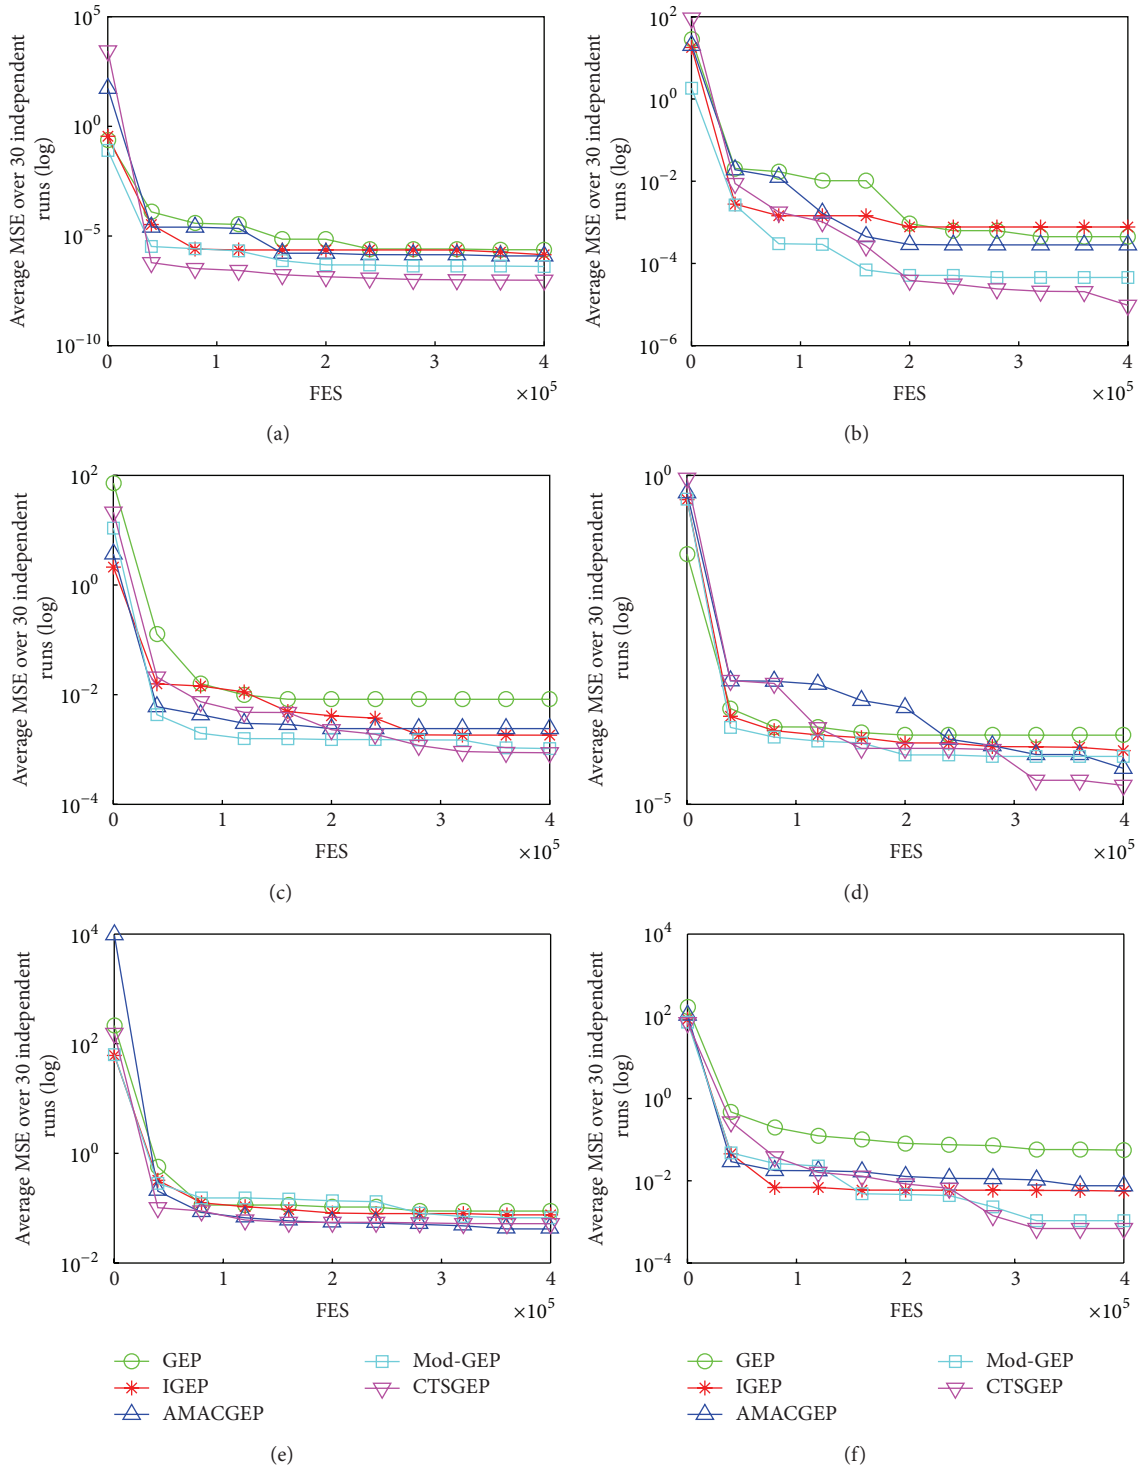 10^5
10^0
10^-5
10^-10
Average MSE over 30 independent
runs (log)
0 1 2 3 4
FES ×10^5
(a)
10^2
10^0
10^-2
10^-4
10^-6
Average MSE over 30 independent
runs (log)
0 1 2 3 4
FES ×10^5
(b)
10^2
10^0
10^-2
10^-4
Average MSE over 30 independent
runs (log)
0 1 2 3 4
FES ×10^5
(c)
10^0
10^-5
Average MSE over 30 independent
runs (log)
0 1 2 3 4
FES ×10^5
(d)
10^4
10^2
10^0
10^-2
Average MSE over 30 independent
runs (log)
0 1 2 3 4
FES ×10^5
GEP Mod-GEP
IGEP CTSGEP
AMACGEP
(e)
10^4
10^2
10^0
10^-2
10^-4
Average MSE over 30 independent
runs (log)
0 1 2 3 4
FES ×10^5
GEP Mod-GEP
IGEP CTSGEP
AMACGEP
(f)